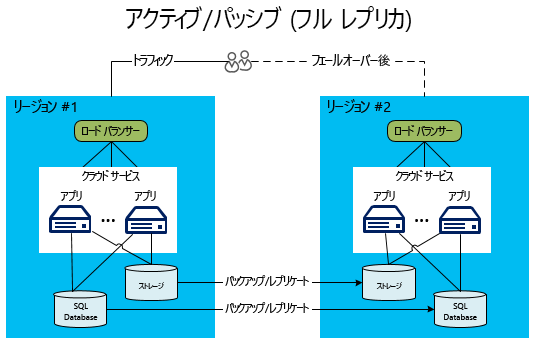 アクティブ/パッシブ (フル レプリカ)
トラフィック
フェールオーバー後
リージョン #1
リージョン #2
ロード バランサー
ロード バランサー
クラウド サービス
クラウド サービス
アプリ
アプリ
アプリ
アプリ
ストレージ
バックアップ/レプリケート
ストレージ
SQL
Database
バックアップ/レプリケート
SQL
Database